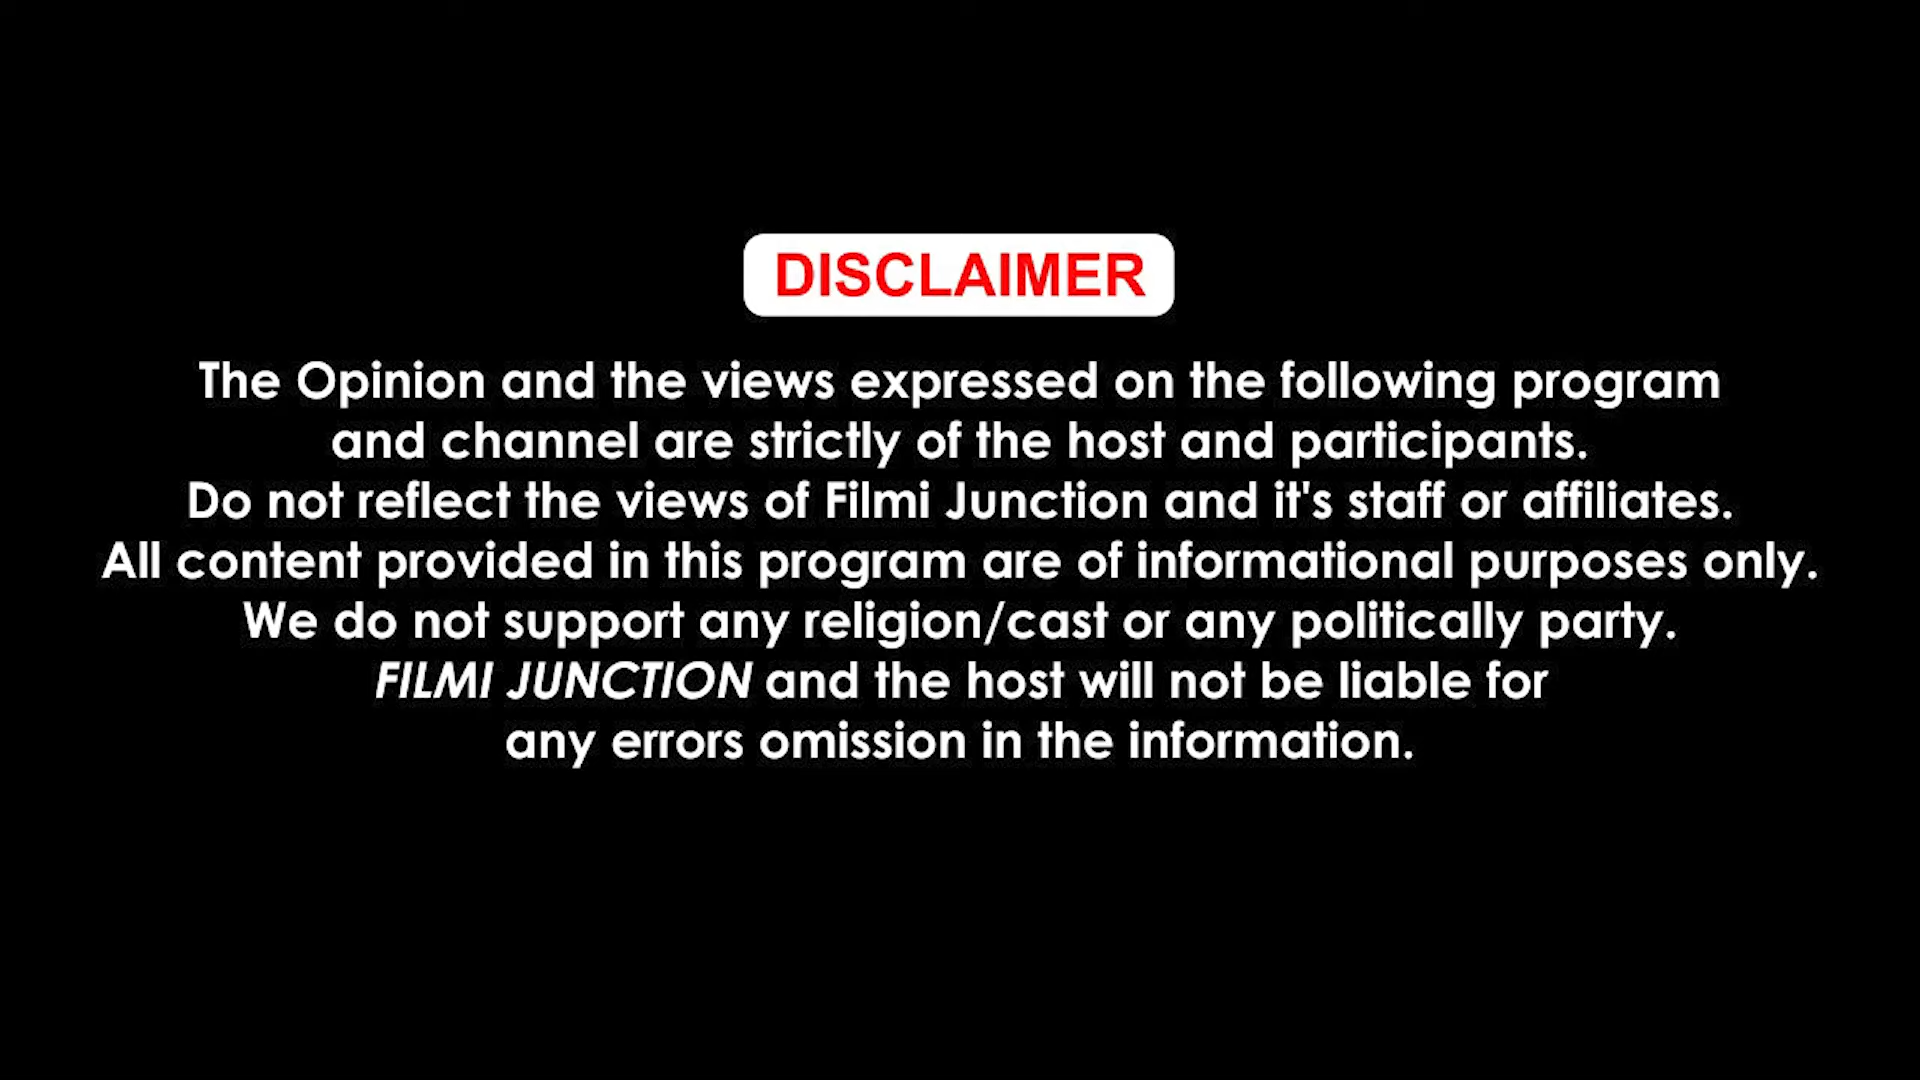 DISCLAIMER
The Opinion and the views expressed on the following program
and channel are strictly of the host and participants.
Do not reflect the views of Filmi Junction and it's staff or affiliates.
All content provided in this program are of informational purposes only.
We do not support any religion/cast or any politically party.
FILMI JUNCTION and the host will not be liable for
any errors omission in the information.